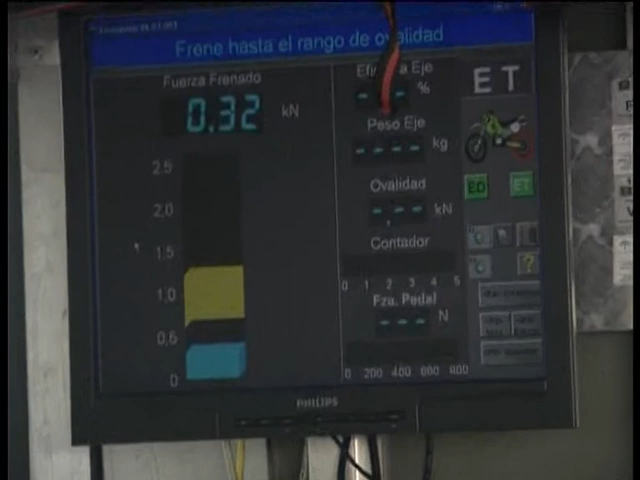 Frene hasta el rango de ovalidad
Fuerza Frenado
0.32 kN
2.5
2.0
1.5
1.0
0.5
0
Eje
- - %
Peso Eje
- - - - kg
Ovalidad
-.-- kN
Contador
0 1 2 3 4 5
Fza. Pedal
- - - N
0 200 400 600 800
ET
ED ET
?
PHILIPS